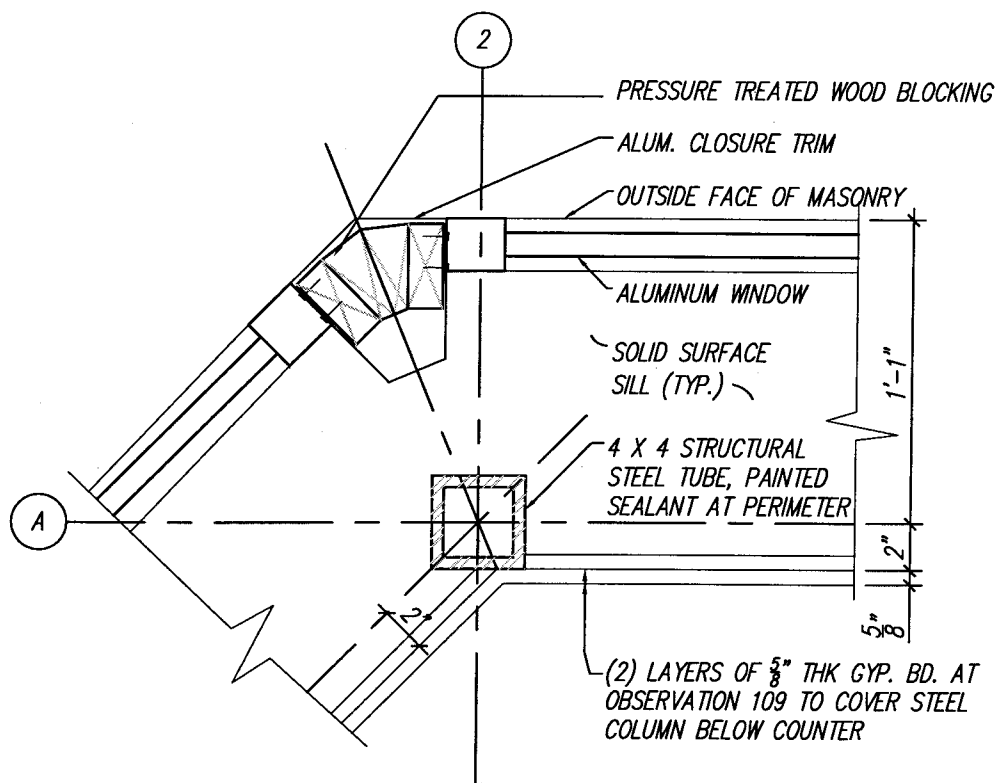 2
PRESSURE TREATED WOOD BLOCKING
ALUM. CLOSURE TRIM
OUTSIDE FACE OF MASONRY
ALUMINUM WINDOW
SOLID SURFACE
SILL (TYP.)
1'-1"
4 X 4 STRUCTURAL
STEEL TUBE, PAINTED
SEALANT AT PERIMETER
A
2"
2"
5/8"
(2) LAYERS OF 5/8" THK GYP. BD. AT
OBSERVATION 109 TO COVER STEEL
COLUMN BELOW COUNTER